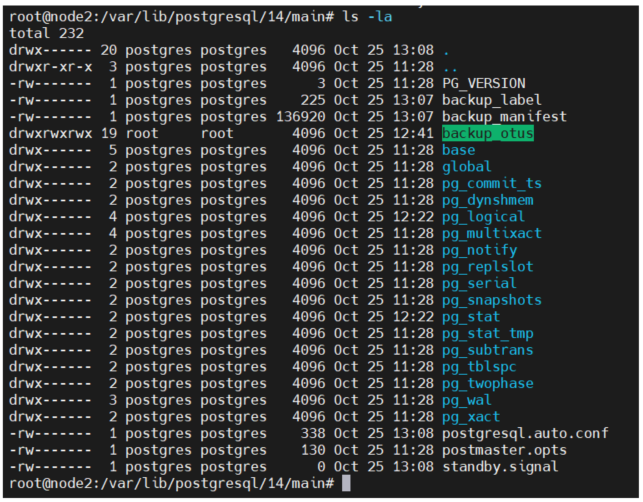 root@node2:/var/lib/postgresql/14/main# ls -la
total 232
drwx------ 20 postgres postgres   4096 Oct 25 13:08 .
drwxr-xr-x  3 postgres postgres   4096 Oct 25 11:28 ..
-rw-------  1 postgres postgres      3 Oct 25 11:28 PG_VERSION
-rw-------  1 postgres postgres    225 Oct 25 13:07 backup_label
-rw-------  1 postgres postgres 136920 Oct 25 13:07 backup_manifest
drwxrwxrwx 19 root     root       4096 Oct 25 12:41 backup_otus
drwx------  5 postgres postgres   4096 Oct 25 11:28 base
drwx------  2 postgres postgres   4096 Oct 25 11:28 global
drwx------  2 postgres postgres   4096 Oct 25 11:28 pg_commit_ts
drwx------  2 postgres postgres   4096 Oct 25 11:28 pg_dynshmem
drwx------  4 postgres postgres   4096 Oct 25 12:22 pg_logical
drwx------  4 postgres postgres   4096 Oct 25 11:28 pg_multixact
drwx------  2 postgres postgres   4096 Oct 25 11:28 pg_notify
drwx------  2 postgres postgres   4096 Oct 25 11:28 pg_replslot
drwx------  2 postgres postgres   4096 Oct 25 11:28 pg_serial
drwx------  2 postgres postgres   4096 Oct 25 11:28 pg_snapshots
drwx------  2 postgres postgres   4096 Oct 25 12:22 pg_stat
drwx------  2 postgres postgres   4096 Oct 25 11:28 pg_stat_tmp
drwx------  2 postgres postgres   4096 Oct 25 11:28 pg_subtrans
drwx------  2 postgres postgres   4096 Oct 25 11:28 pg_tblspc
drwx------  2 postgres postgres   4096 Oct 25 11:28 pg_twophase
drwx------  3 postgres postgres   4096 Oct 25 11:28 pg_wal
drwx------  2 postgres postgres   4096 Oct 25 11:28 pg_xact
-rw-------  1 postgres postgres    338 Oct 25 13:08 postgresql.auto.conf
-rw-------  1 postgres postgres    130 Oct 25 11:28 postmaster.opts
-rw-------  1 postgres postgres      0 Oct 25 13:08 standby.signal
root@node2:/var/lib/postgresql/14/main#